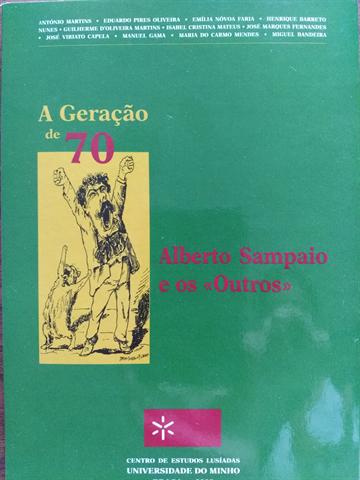 ANTÓNIO MARTINS • EDUARDO PIRES OLIVEIRA • EMÍLIA NÓVOA FARIA • HENRIQUE BARRETO
NUNES • GUILHERME D'OLIVEIRA MARTINS • ISABEL CRISTINA MATEUS • JOSÉ MARQUES FERNANDES
• JOSÉ VIRIATO CAPELA • MANUEL GAMA • MARIA DO CARMO MENDES • MIGUEL BANDEIRA
A Geração
de 70
Alberto Sampaio
e os «Outros»
CENTRO DE ESTUDOS LUSÍADAS
UNIVERSIDADE DO MINHO